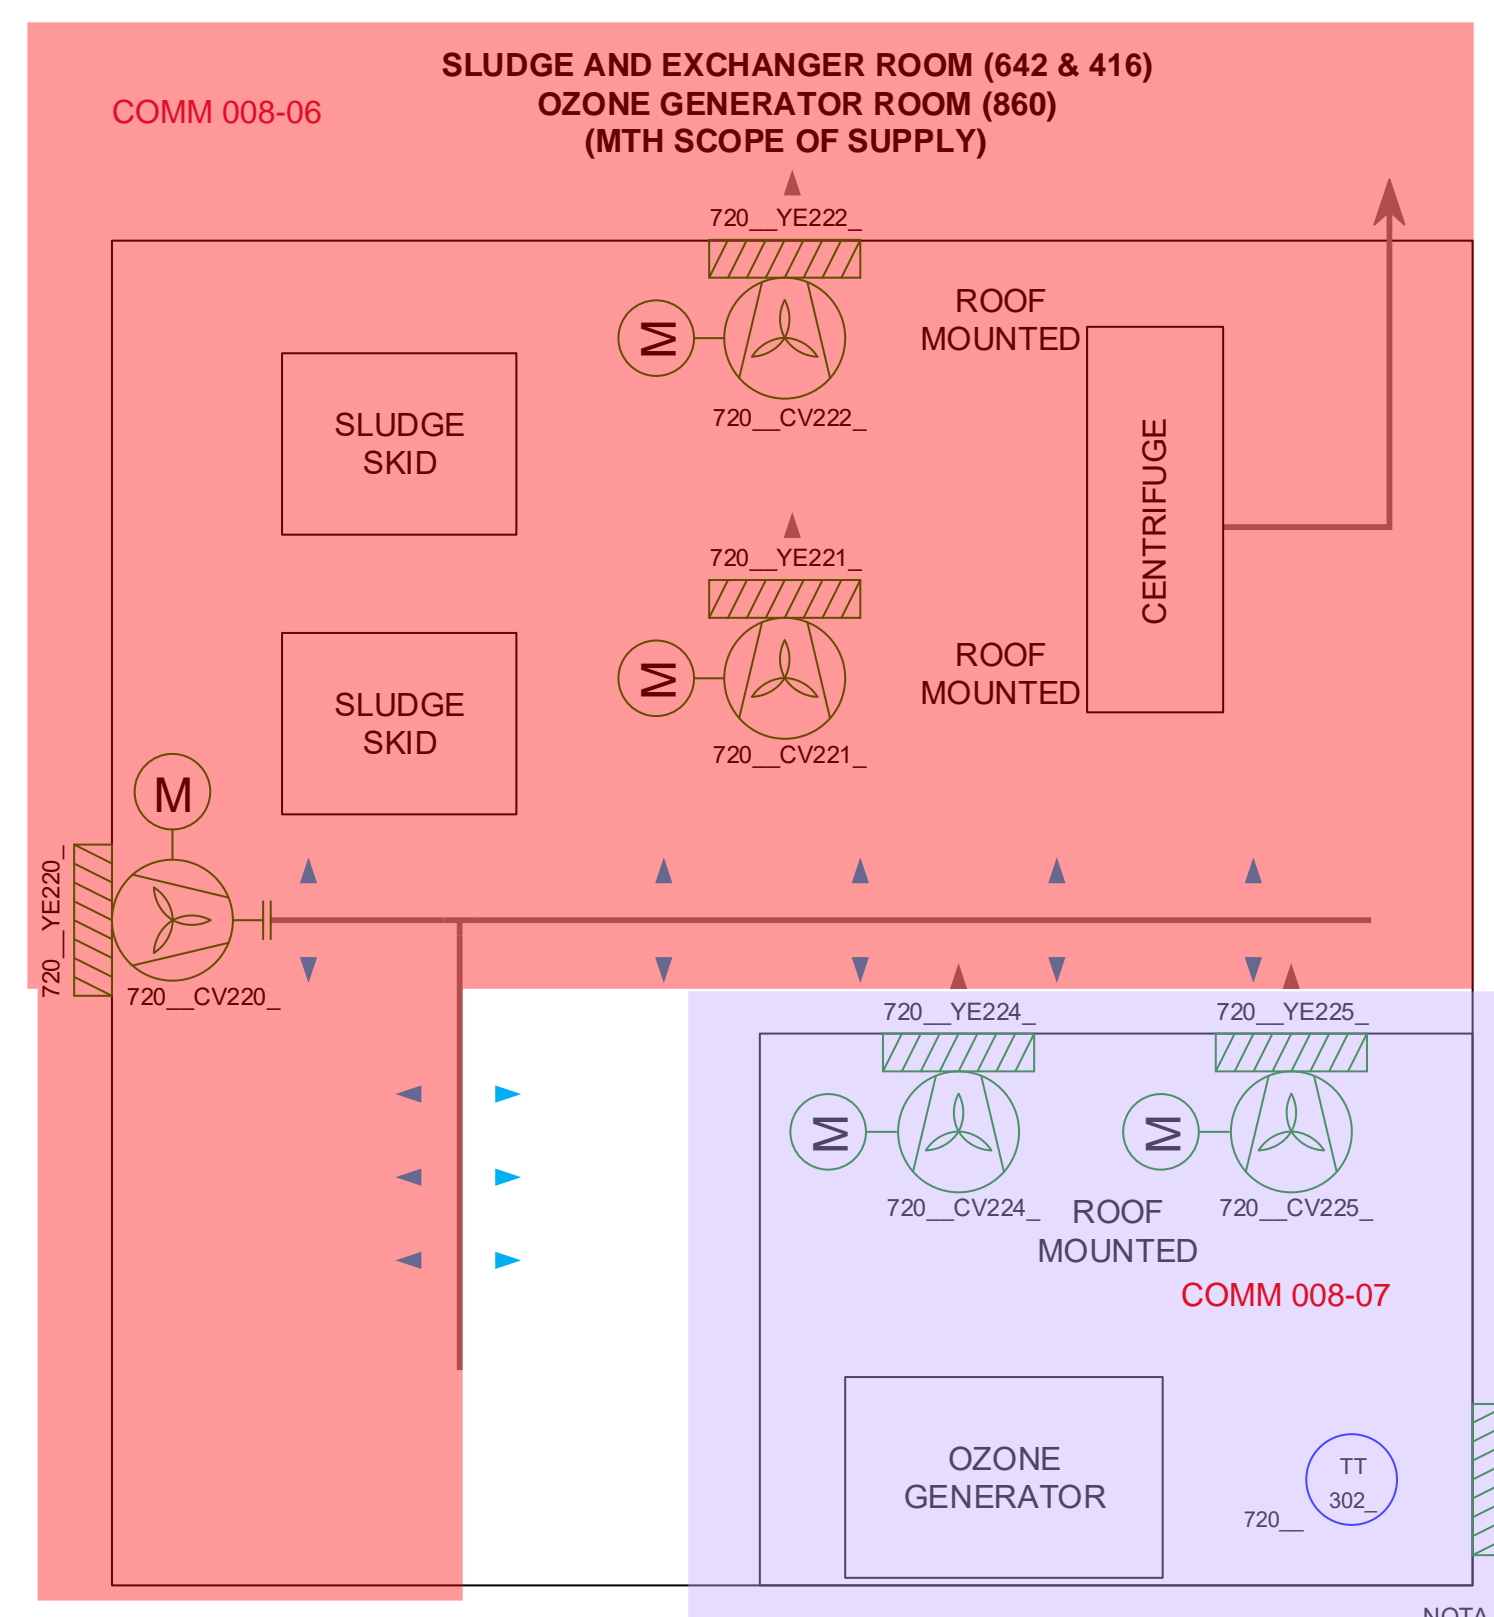 SLUDGE AND EXCHANGER ROOM (642 & 416)
COMM 008-06
OZONE GENERATOR ROOM (860)
(MTH SCOPE OF SUPPLY)
720__YE222_
ROOF
MOUNTED
M
720__CV222_
SLUDGE
SKID
CENTRIFUGE
720__YE221_
ROOF
MOUNTED
M
720__CV221_
SLUDGE
SKID
M
720__YE220_
720__CV220_
720__YE224_
720__YE225_
M
M
720__CV224_
720__CV225_
ROOF
MOUNTED
COMM 008-07
OZONE
GENERATOR
TT
302_
720__
NOTA